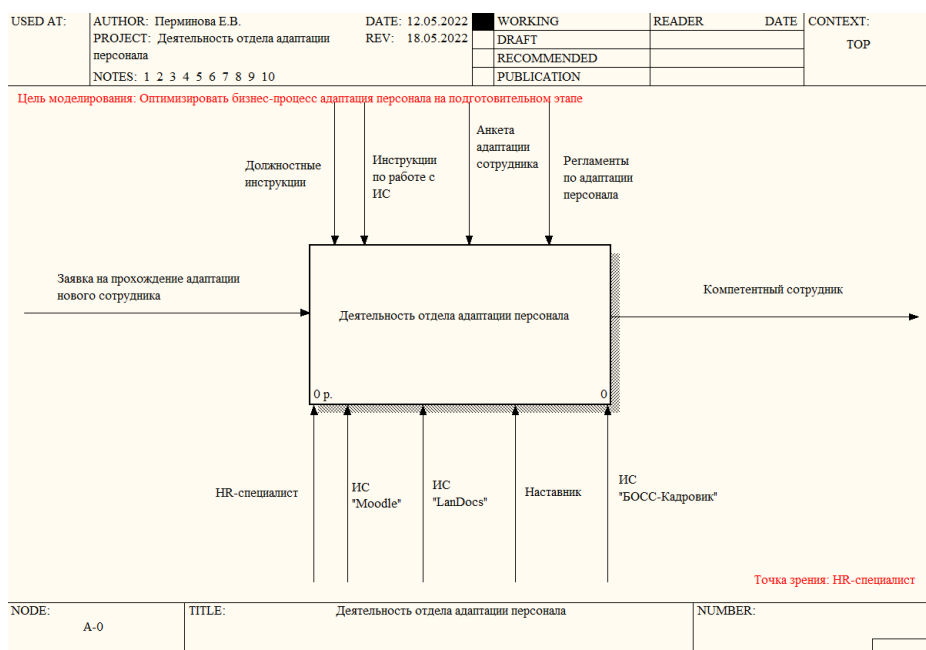 USED AT:
AUTHOR: Перминова Е.В.
DATE: 12.05.2022
WORKING
READER
DATE
CONTEXT:
PROJECT: Деятельность отдела адаптации
персонала
REV: 18.05.2022
DRAFT
TOP
RECOMMENDED
NOTES: 1 2 3 4 5 6 7 8 9 10
PUBLICATION
Цель моделирования: Оптимизировать бизнес-процесс адаптация персонала на подготовительном этапе
Должностные
инструкции
Инструкции
по работе с
ИС
Анкета
адаптации
сотрудника
Регламенты
по адаптации
персонала
Заявка на прохождение адаптации
нового сотрудника
Деятельность отдела адаптации персонала
0 р.
0
Компетентный сотрудник
HR-специалист
ИС
"Moodle"
ИС
"LanDocs"
Наставник
ИС
"БОСС-Кадровик"
Точка зрения: HR-специалист
NODE:
A-0
TITLE:
Деятельность отдела адаптации персонала
NUMBER: